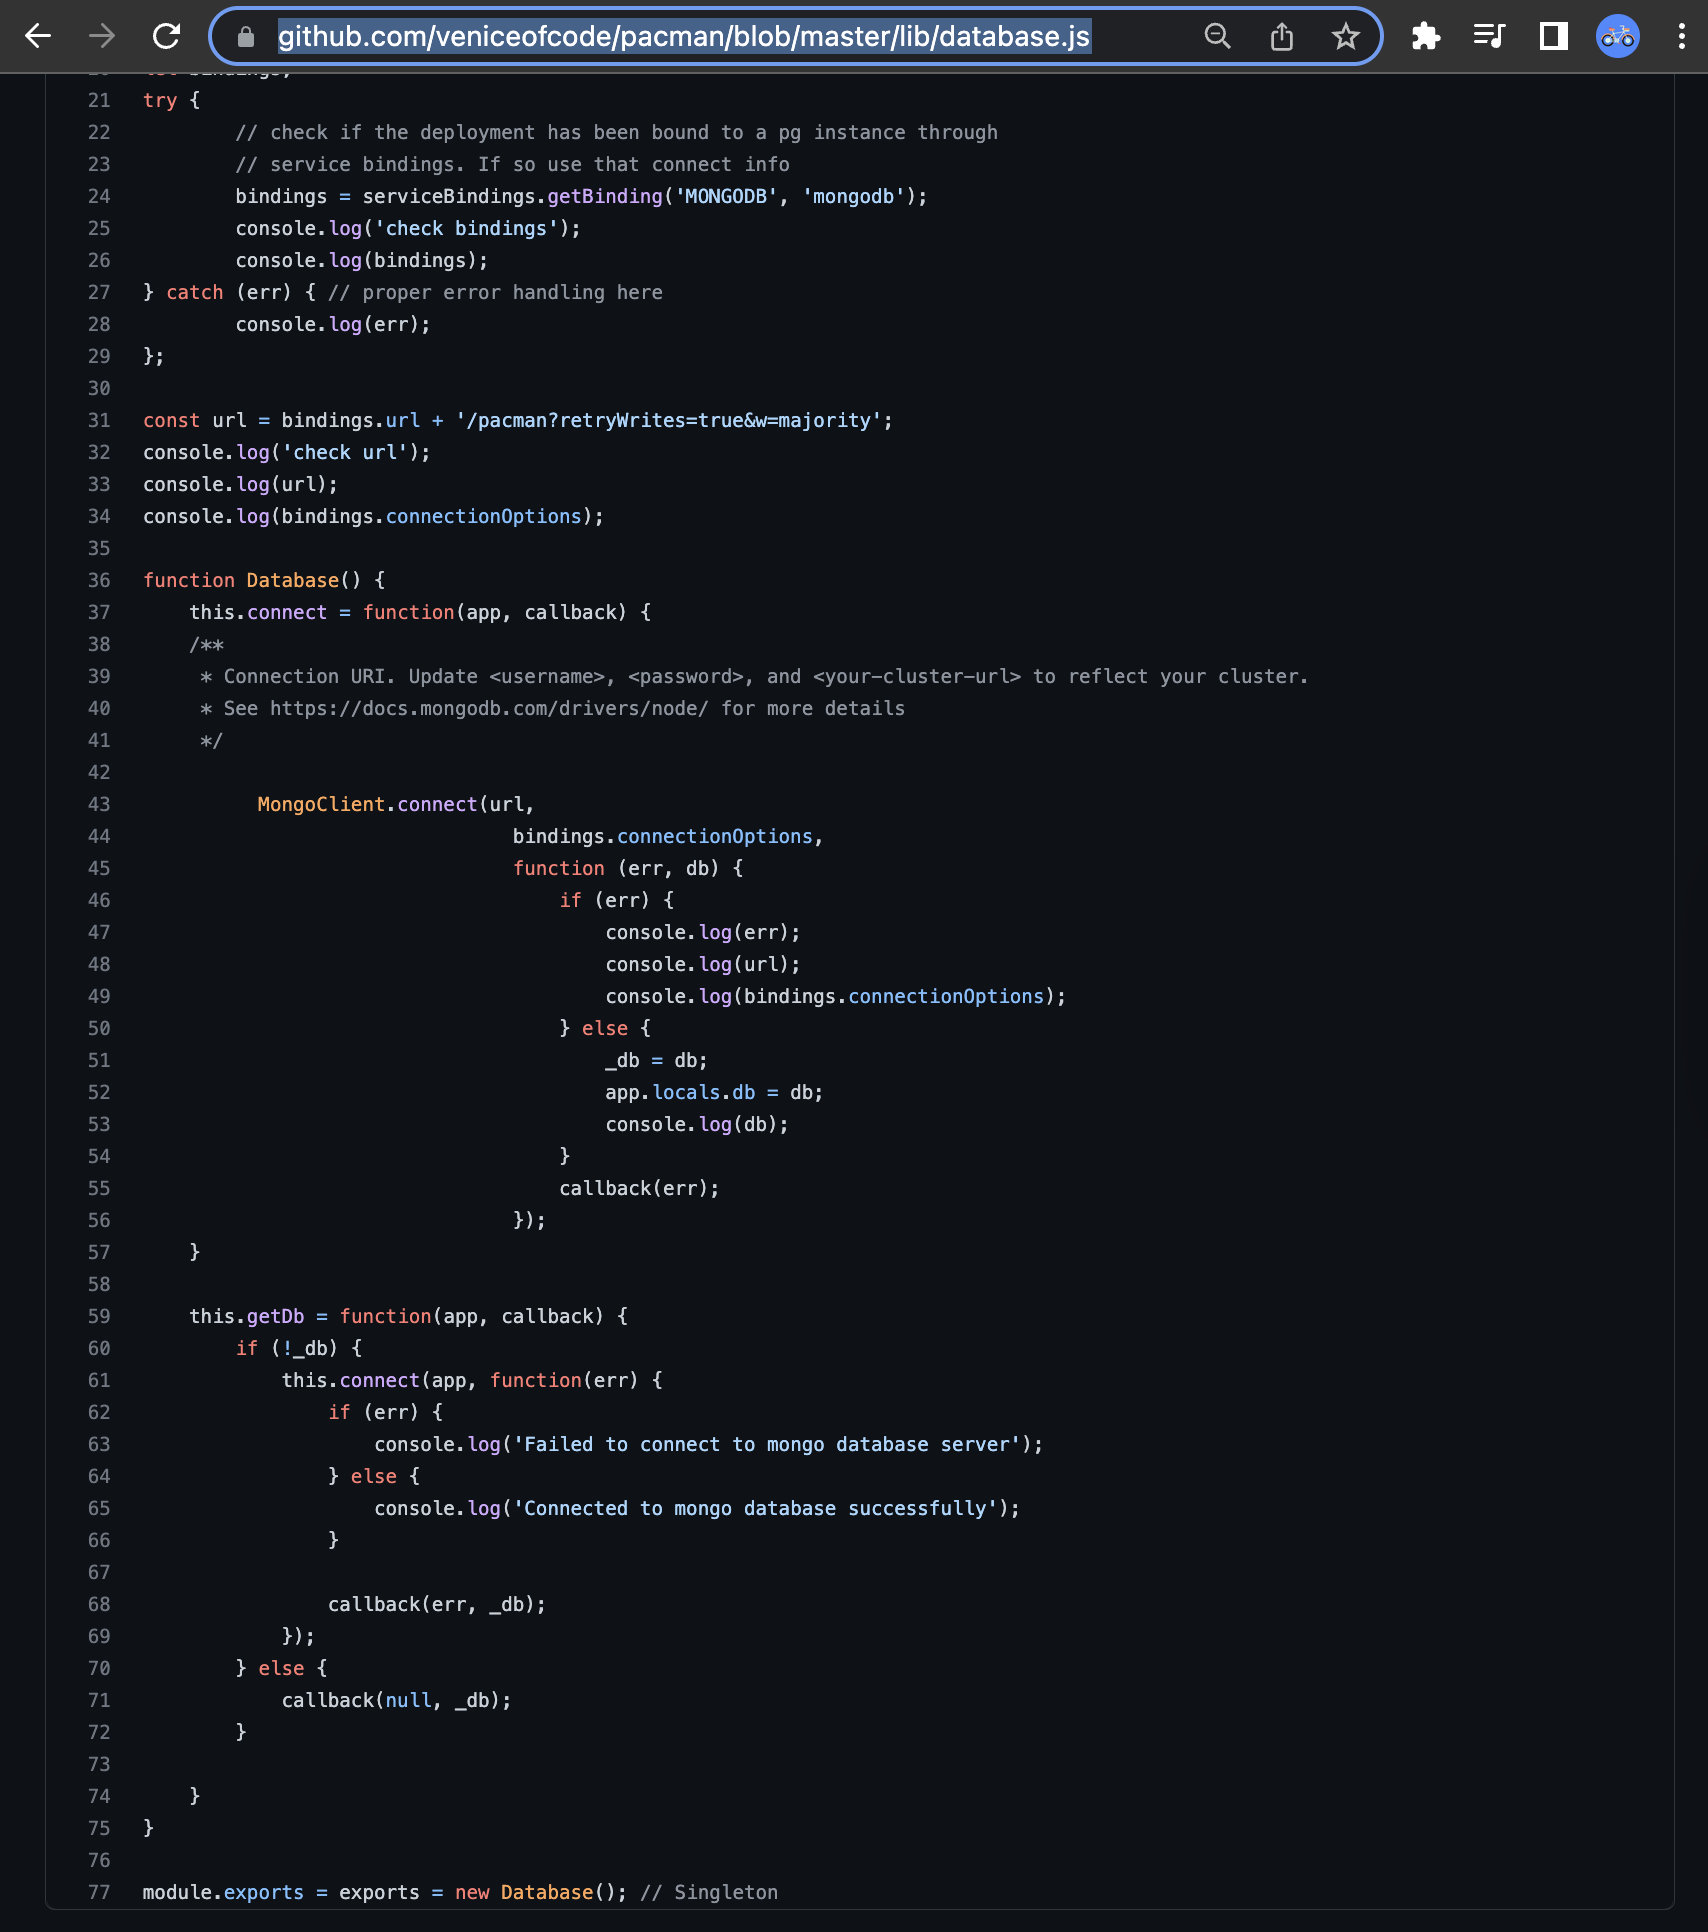 github.com/veniceofcode/pacman/blob/master/lib/database.js
21 try {
22 // check if the deployment has been bound to a pg instance through
23 // service bindings. If so use that connect info
24 bindings = serviceBindings.getBinding('MONGODB', 'mongodb');
25 console.log('check bindings');
26 console.log(bindings);
27 } catch (err) { // proper error handling here
28 console.log(err);
29 };
30
31 const url = bindings.url + '/pacman?retryWrites=true&w=majority';
32 console.log('check url');
33 console.log(url);
34 console.log(bindings.connectionOptions);
35
36 function Database() {
37 this.connect = function(app, callback) {
38 /**
39 * Connection URI. Update <username>, <password>, and <your-cluster-url> to reflect your cluster.
40 * See https://docs.mongodb.com/drivers/node/ for more details
41 */
42
43 MongoClient.connect(url,
44 bindings.connectionOptions,
45 function (err, db) {
46 if (err) {
47 console.log(err);
48 console.log(url);
49 console.log(bindings.connectionOptions);
50 } else {
51 _db = db;
52 app.locals.db = db;
53 console.log(db);
54 }
55 callback(err);
56 });
57 }
58
59 this.getDb = function(app, callback) {
60 if (!_db) {
61 this.connect(app, function(err) {
62 if (err) {
63 console.log('Failed to connect to mongo database server');
64 } else {
65 console.log('Connected to mongo database successfully');
66 }
67
68 callback(err, _db);
69 });
70 } else {
71 callback(null, _db);
72 }
73
74 }
75 }
76
77 module.exports = exports = new Database(); // Singleton